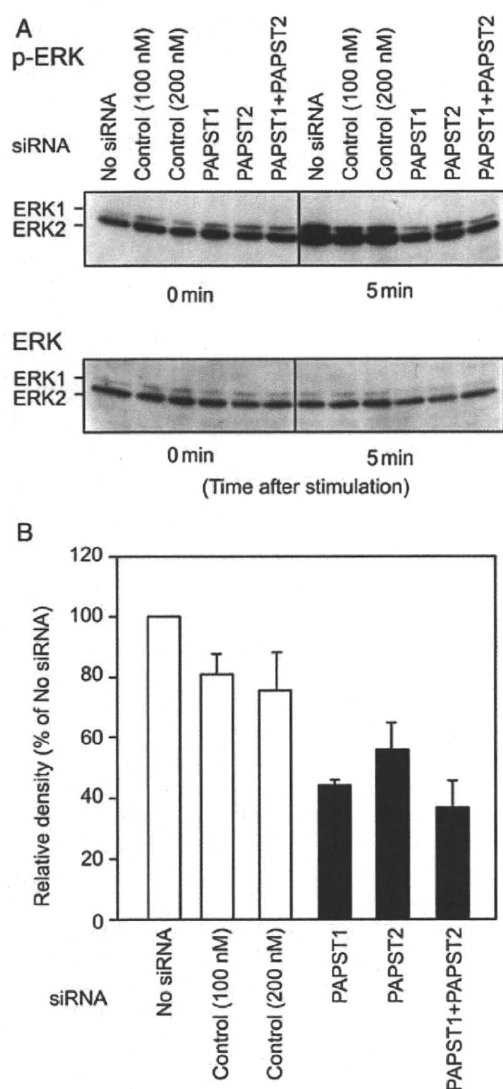 A
p-ERK
siRNA
No siRNA
Control (100 nM)
Control (200 nM)
PAPST1
PAPST2
PAPST1+PAPST2
No siRNA
Control (100 nM)
Control (200 nM)
PAPST1
PAPST2
PAPST1+PAPST2
ERK1
ERK2
0 min
5 min
ERK
ERK1
ERK2
0 min
5 min
(Time after stimulation)
B
Relative density (% of No siRNA)
120
100
80
60
40
20
0
siRNA
No siRNA
Control (100 nM)
Control (200 nM)
PAPST1
PAPST2
PAPST1+PAPST2